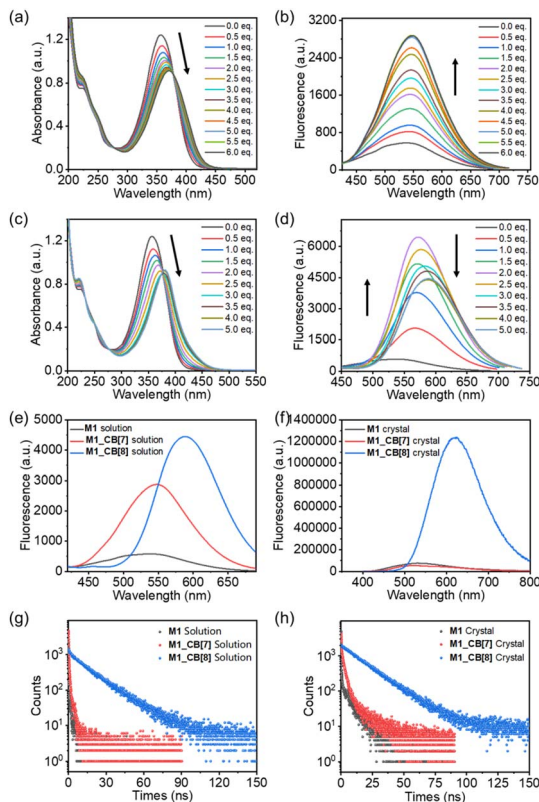 (a)
Absorbance (a.u.)
1.2
0.8
0.4
0.0
200 250 300 350 400 450 500
Wavelength (nm)
0.0 eq.
0.5 eq.
1.0 eq.
1.5 eq.
2.0 eq.
2.5 eq.
3.0 eq.
3.5 eq.
4.0 eq.
4.5 eq.
5.0 eq.
5.5 eq.
6.0 eq.
(b)
Fluorescence (a.u.)
3200
2400
1600
800
0
450 500 550 600 650 700 750
Wavelength (nm)
0.0 eq.
0.5 eq.
1.0 eq.
1.5 eq.
2.0 eq.
2.5 eq.
3.0 eq.
3.5 eq.
4.0 eq.
4.5 eq.
5.0 eq.
5.5 eq.
6.0 eq.
(c)
Absorbance (a.u.)
1.2
0.8
0.4
0.0
200 250 300 350 400 450 500 550
Wavelength (nm)
0.0 eq.
0.5 eq.
1.0 eq.
1.5 eq.
2.0 eq.
2.5 eq.
3.0 eq.
3.5 eq.
4.0 eq.
5.0 eq.
(d)
Fluorescence (a.u.)
6000
4500
3000
1500
0
450 500 550 600 650 700 750
Wavelength (nm)
0.0 eq.
0.5 eq.
1.0 eq.
1.5 eq.
2.0 eq.
2.5 eq.
3.0 eq.
3.5 eq.
4.0 eq.
5.0 eq.
(e)
Fluorescence (a.u.)
5000
4000
3000
2000
1000
0
450 500 550 600 650
Wavelength (nm)
M1 solution
M1_CB[7] solution
M1_CB[8] solution
(f)
Fluorescence (a.u.)
1400000
1200000
1000000
800000
600000
400000
200000
0
400 500 600 700 800
Wavelength (nm)
M1 crystal
M1_CB[7] crystal
M1_CB[8] crystal
(g)
Counts
10³
10²
10¹
10⁰
0 30 60 90 120 150
Times (ns)
M1 Solution
M1_CB[7] Solution
M1_CB[8] Solution
(h)
Counts
10³
10²
10¹
10⁰
0 25 50 75 100 125 150
Times (ns)
M1 Crystal
M1_CB[7] Crystal
M1_CB[8] Crystal